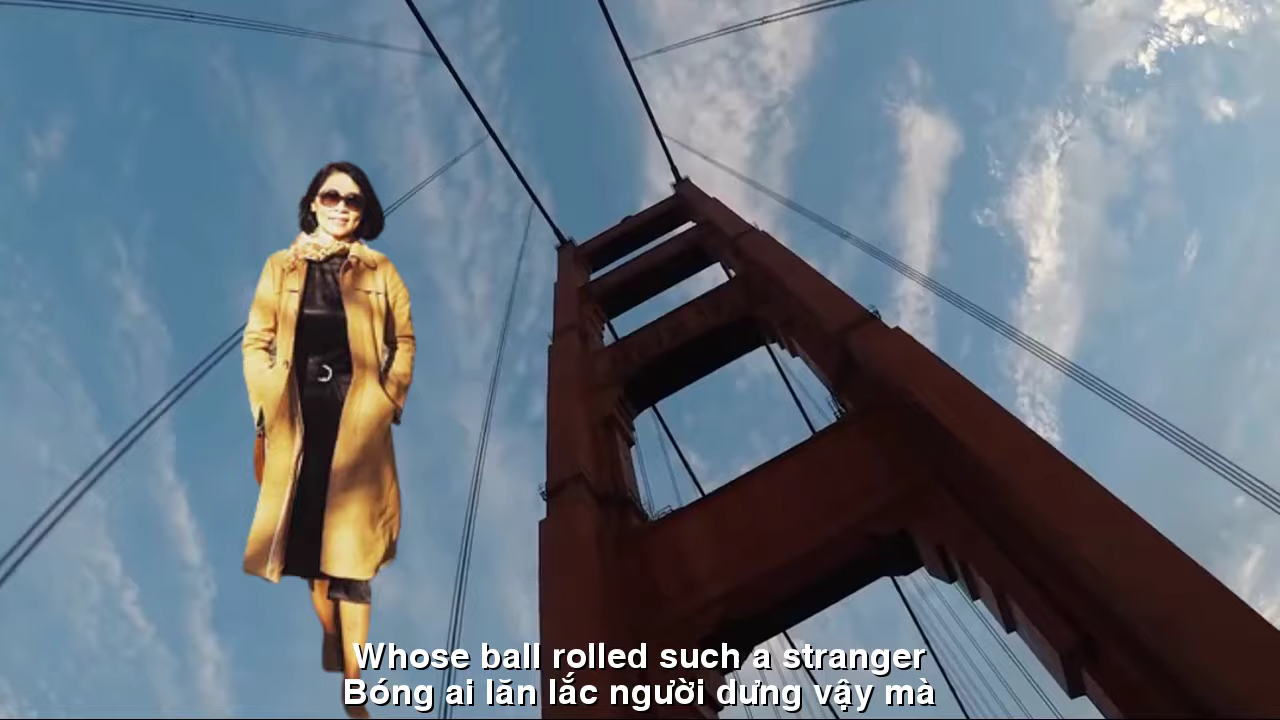 Whose ball rolled such a stranger
Bóng ai lăn lắc người dưng vậy mà